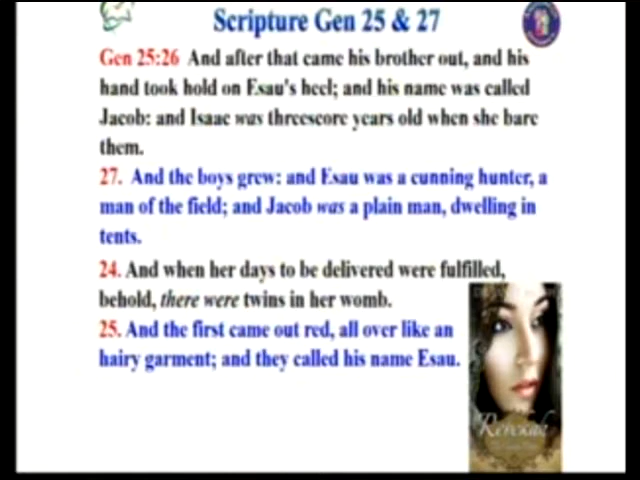 Scripture Gen 25 & 27
Gen 25:26 And after that came his brother out, and his
hand took hold on Esau's heel; and his name was called
Jacob: and Isaac was threescore years old when she bare
them.
27. And the boys grew: and Esau was a cunning hunter, a
man of the field; and Jacob was a plain man, dwelling in
tents.
24. And when her days to be delivered were fulfilled,
behold, there were twins in her womb.
25. And the first came out red, all over like an
hairy garment; and they called his name Esau.
Rebekah